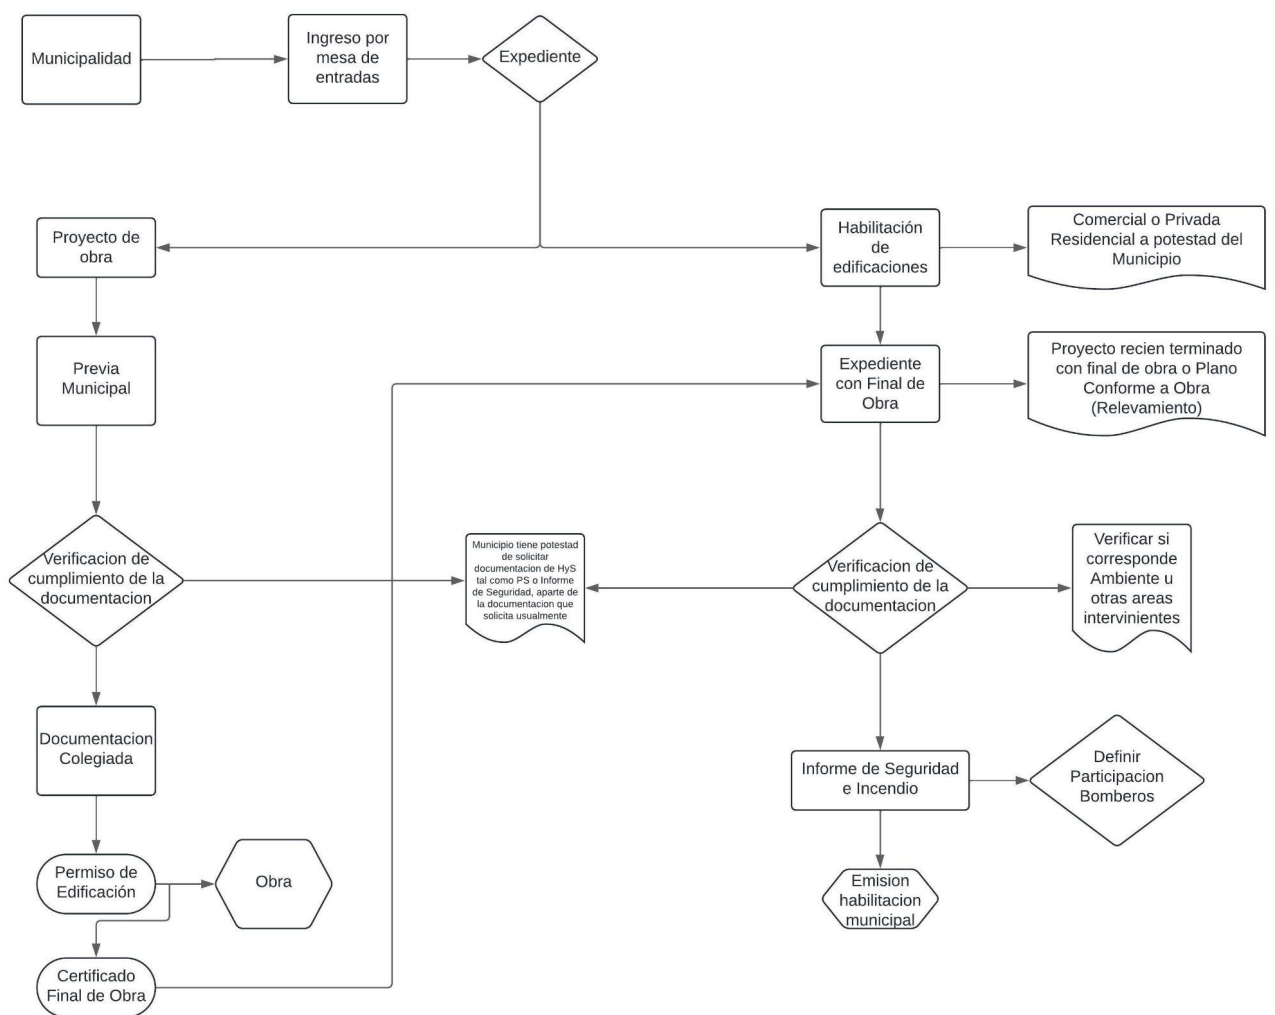 Municipalidad
Ingreso por
mesa de
entradas
Expediente
Proyecto de
obra
Habilitación
de
edificaciones
Comercial o Privada
Residencial a potestad del
Municipio
Previa
Municipal
Expediente
con Final de
Obra
Proyecto recien terminado
con final de obra o Plano
Conforme a Obra
(Relevamiento)
Verificacion de
cumplimiento de la
documentacion
Municipio tiene potestad
de solicitar
documentacion de HyS
tal como PS o Informe
de Seguridad, aparte de
la documentacion que
solicita usualmente
Verificacion de
cumplimiento de la
documentacion
Verificar si
corresponde
Ambiente u
otras areas
intervinientes
Documentacion
Colegiada
Informe de Seguridad
e Incendio
Definir
Participacion
Bomberos
Permiso de
Edificación
Obra
Emision
habilitacion
municipal
Certificado
Final de Obra